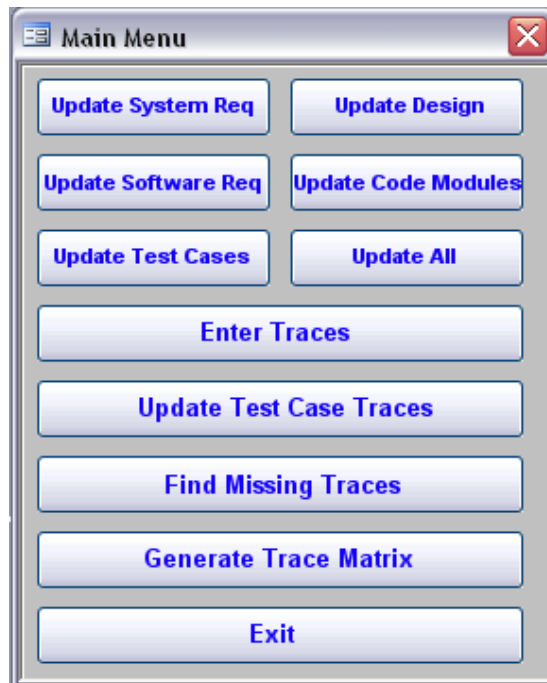 Main Menu
Update System Req
Update Design
Update Software Req
Update Code Modules
Update Test Cases
Update All
Enter Traces
Update Test Case Traces
Find Missing Traces
Generate Trace Matrix
Exit